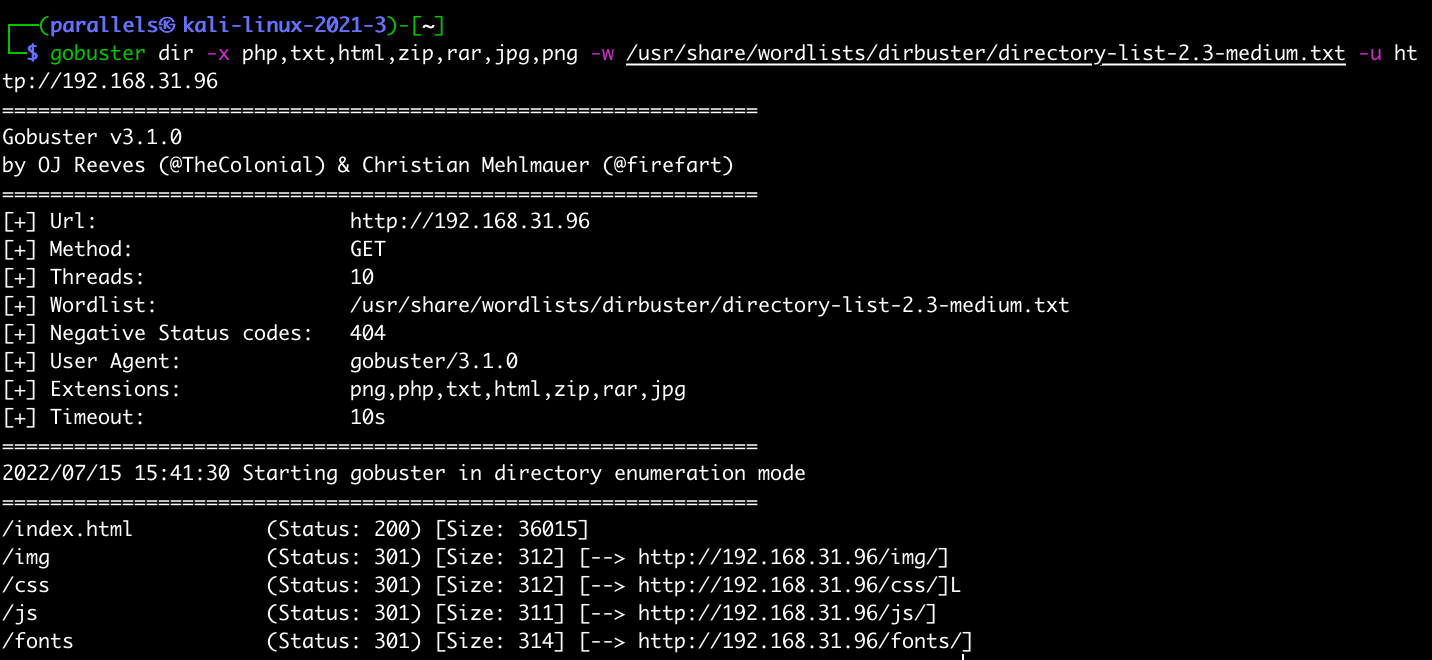 ┌──(parallels㉿kali-linux-2021-3)-[~]
└─$ gobuster dir -x php,txt,html,zip,rar,jpg,png -w /usr/share/wordlists/dirbuster/directory-list-2.3-medium.txt -u ht
tp://192.168.31.96
===============================================================
Gobuster v3.1.0
by OJ Reeves (@TheColonial) & Christian Mehlmauer (@firefart)
===============================================================
[+] Url:                     http://192.168.31.96
[+] Method:                  GET
[+] Threads:                 10
[+] Wordlist:                /usr/share/wordlists/dirbuster/directory-list-2.3-medium.txt
[+] Negative Status codes:   404
[+] User Agent:              gobuster/3.1.0
[+] Extensions:              png,php,txt,html,zip,rar,jpg
[+] Timeout:                 10s
===============================================================
2022/07/15 15:41:30 Starting gobuster in directory enumeration mode
===============================================================
/index.html           (Status: 200) [Size: 36015]
/img                  (Status: 301) [Size: 312] [--> http://192.168.31.96/img/]
/css                  (Status: 301) [Size: 312] [--> http://192.168.31.96/css/]L
/js                   (Status: 301) [Size: 311] [--> http://192.168.31.96/js/]
/fonts                (Status: 301) [Size: 314] [--> http://192.168.31.96/fonts/]